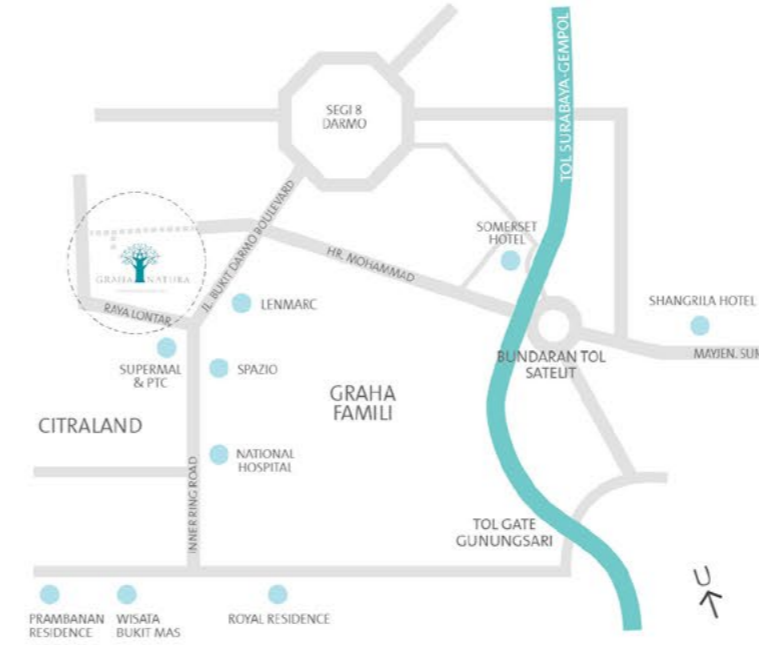 SEGI 8
DARMO
TOL SURABAYA-GEMPOL
JL. BUKIT DARMO BOULEVARD
SOMERSET
HOTEL
HR. MOHAMMAD
GRAHA NATURA
RAYA LONTAR
LENMARC
SHANGRILA HOTEL
SUPERMAL
& PTC
SPAZIO
BUNDARAN TOL
SATELIT
MAYJEN. SUN
GRAHA
FAMILI
CITRALAND
NATIONAL
HOSPITAL
INNER RING ROAD
TOL GATE
GUNUNGSARI
U
PRAMBANAN
RESIDENCE
WISATA
BUKIT MAS
ROYAL RESIDENCE